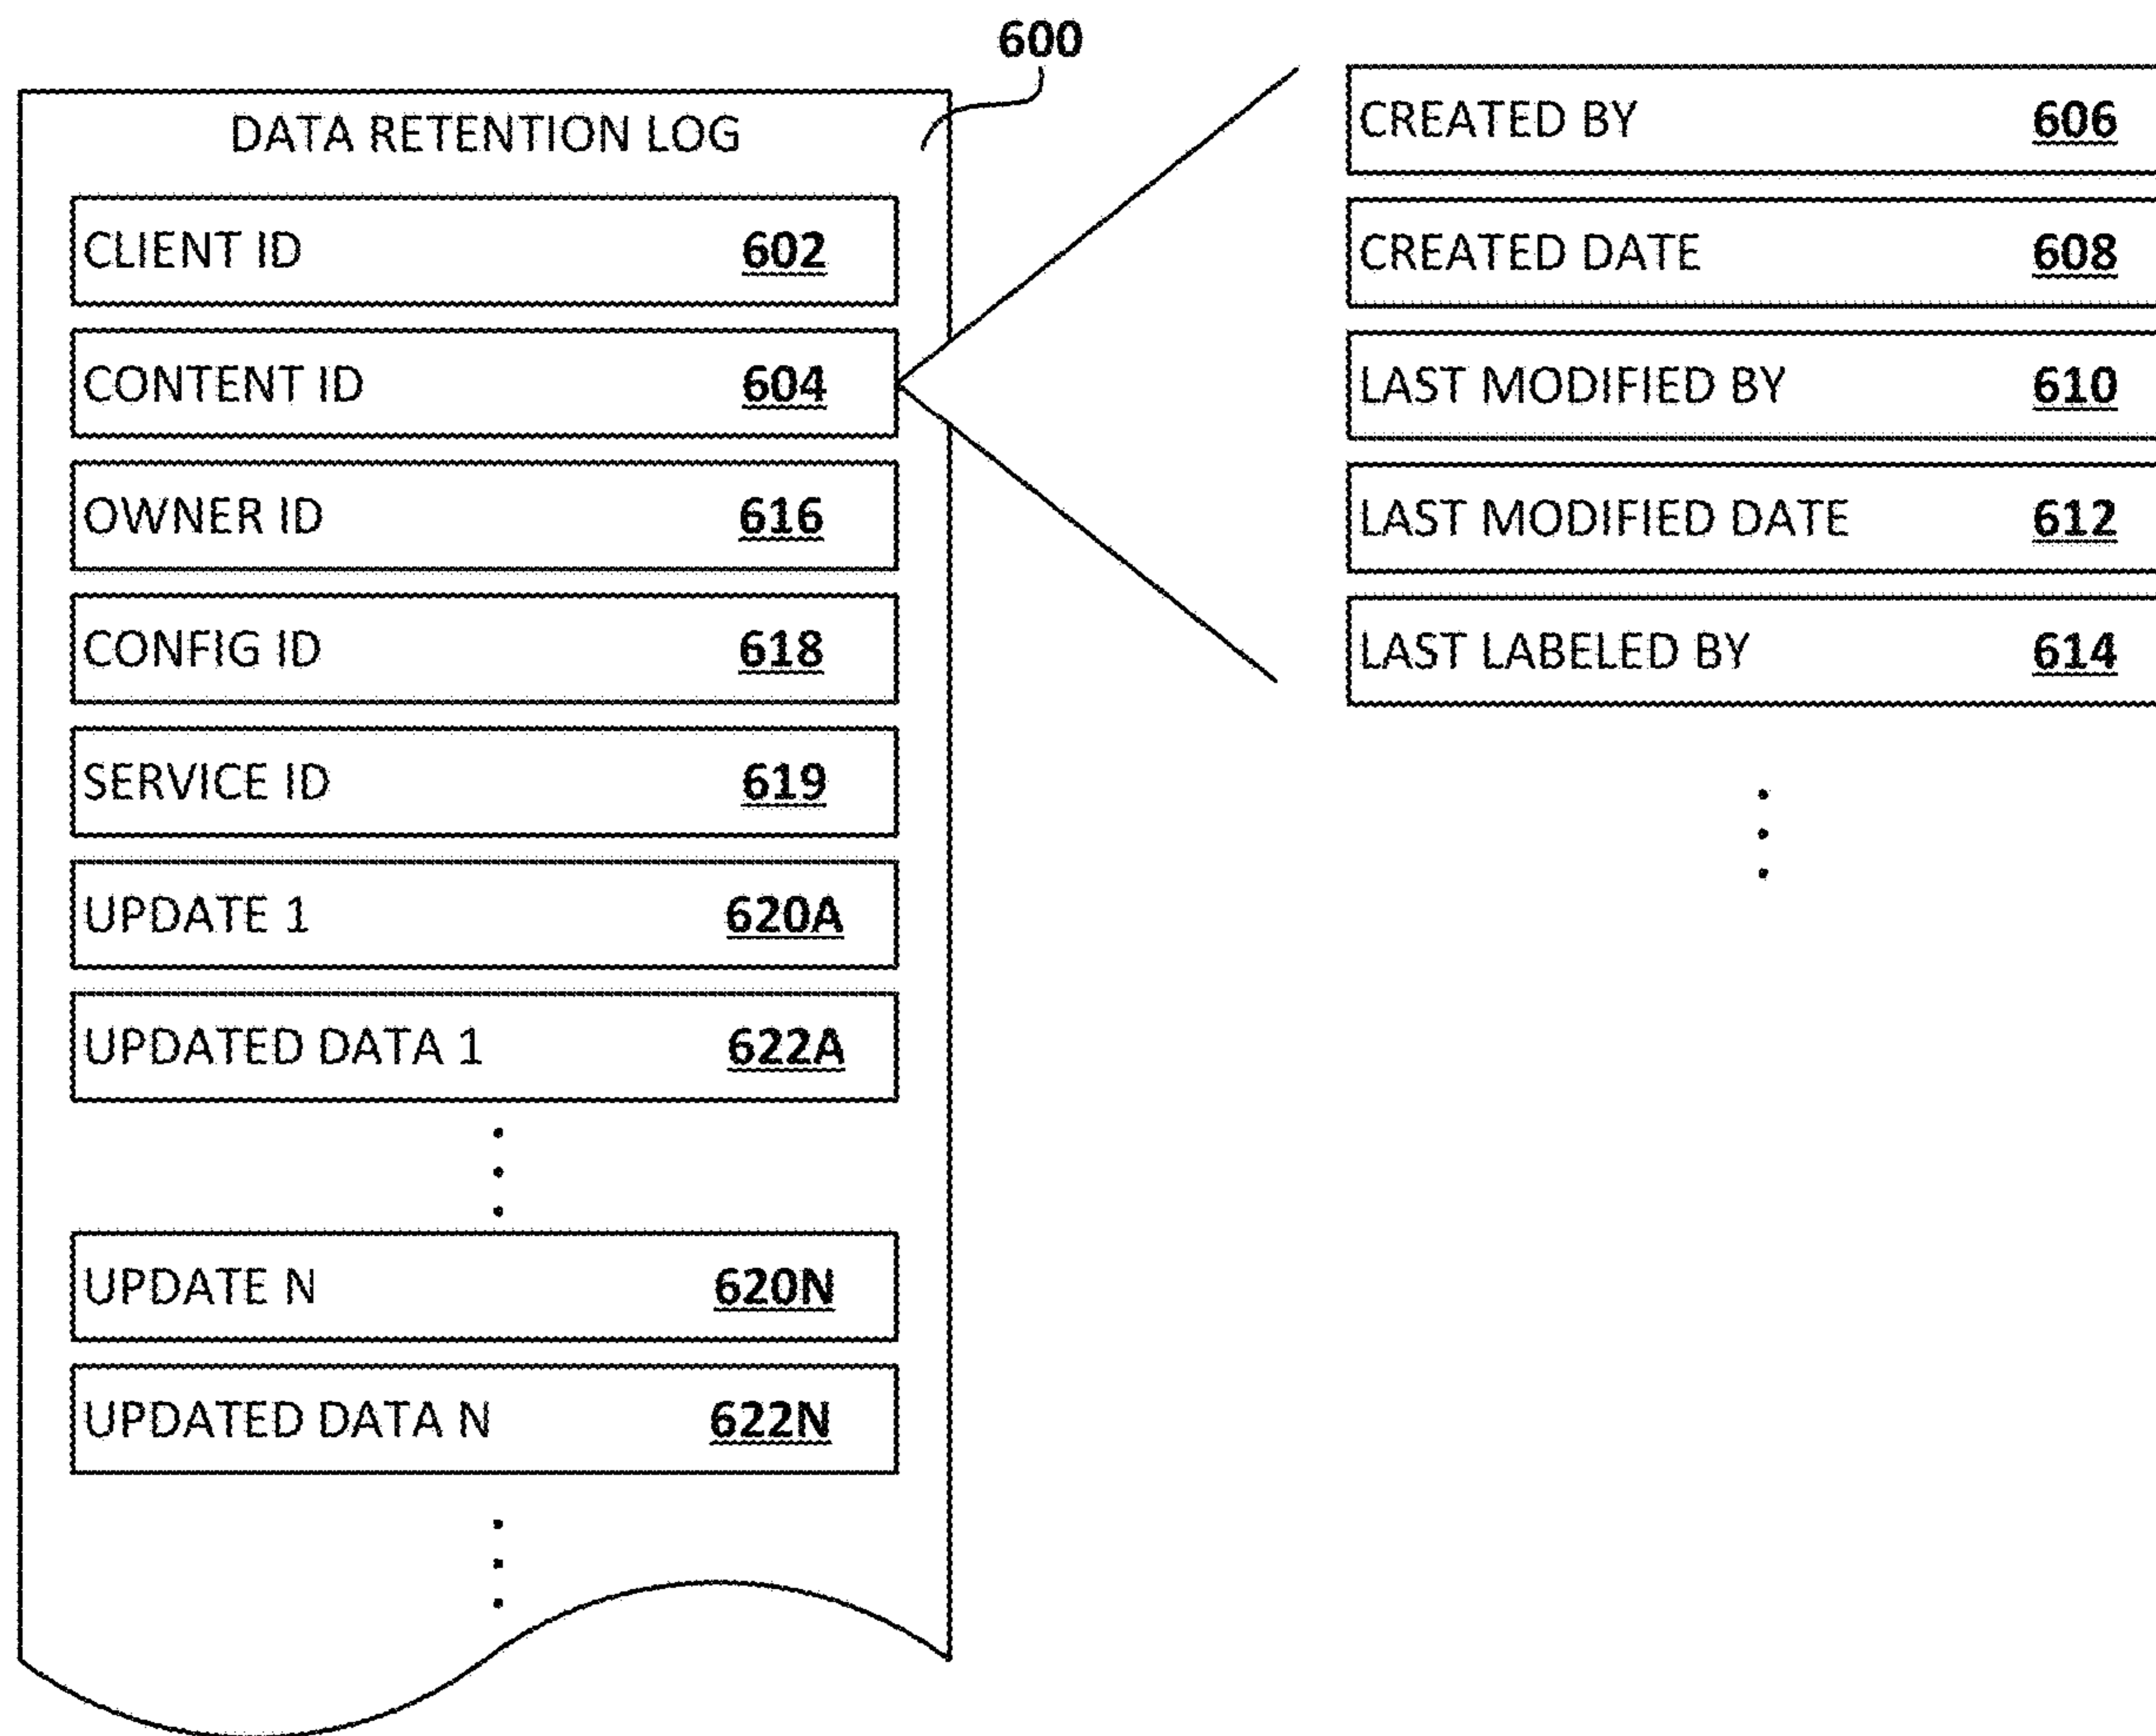 600
DATA RETENTION LOG
CLIENT ID 602
CONTENT ID 604
OWNER ID 616
CONFIG ID 618
SERVICE ID 619
UPDATE 1 620A
UPDATED DATA 1 622A
UPDATE N 620N
UPDATED DATA N 622N
CREATED BY 606
CREATED DATE 608
LAST MODIFIED BY 610
LAST MODIFIED DATE 612
LAST LABELED BY 614